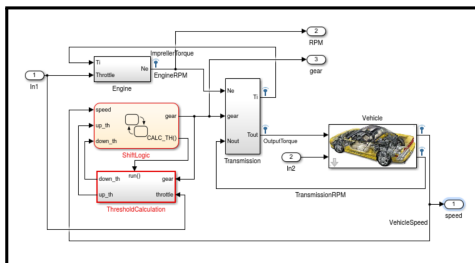 ImprellerTorque
2
RPM
Ti
Ne
EngineRPM
Throttle
Engine
3
gear
1
In1
speed
gear
up_th
CALC_TH()
down_th
ShiftLogic
Ne
Ti
gear
Tout
OutputTorque
Nout
Transmission
Vehicle
2
In2
run()
down_th
gear
up_th
throttle
ThresholdCalculation
TransmissionRPM
VehicleSpeed
1
speed